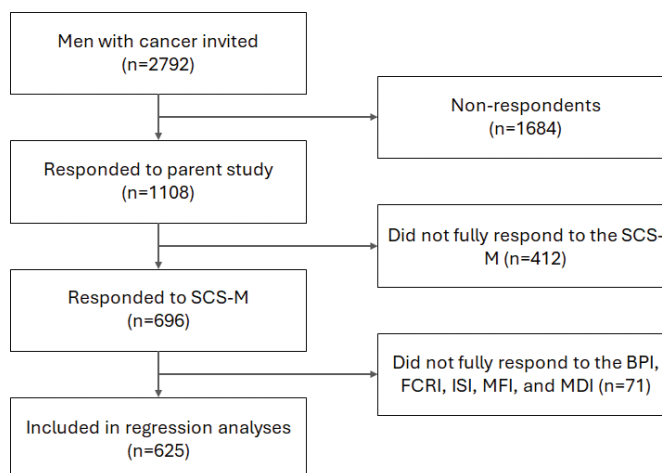 Men with cancer invited
(n=2792)
Non-respondents
(n=1684)
Responded to parent study
(n=1108)
Did not fully respond to the SCS-
M (n=412)
Responded to SCS-M
(n=696)
Did not fully respond to the BPI,
FCRI, ISI, MFI, and MDI (n=71)
Included in regression analyses
(n=625)